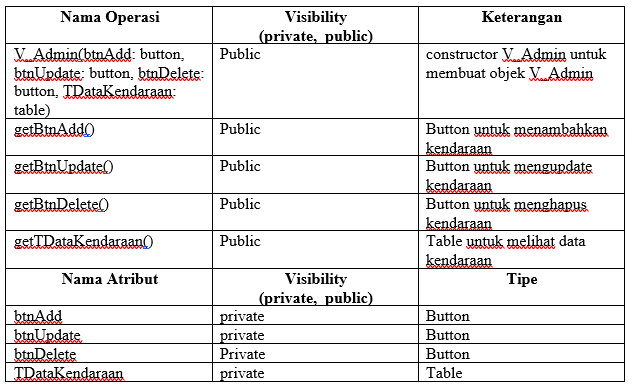 Nama Operasi Visibility Keterangan
(private, public)
V_Admin(btnAdd: button, Public constructor V_Admin untuk
btnUpdate: button, btnDelete: membuat objek V_Admin
button, TDataKendaraan:
table)
getBtnAdd() Public Button untuk menambahkan
kendaraan
getBtnUpdate() Public Button untuk mengupdate
kendaraan
getBtnDelete() Public Button untuk menghapus
kendaraan
getTDataKendaraan() Public Table untuk melihat data
kendaraan
Nama Atribut Visibility Tipe
(private, public)
btnAdd private Button
btnUpdate private Button
btnDelete Private Button
TDataKendaraan private Table